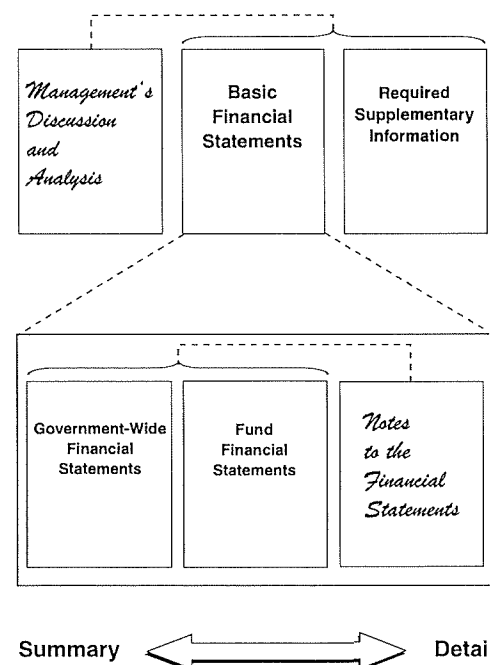 Management's
Discussion
and
Analysis
Basic
Financial
Statements
Required
Supplementary
Information
Government-Wide
Financial
Statements
Fund
Financial
Statements
Notes
to the
Financial
Statements
Summary
Detai